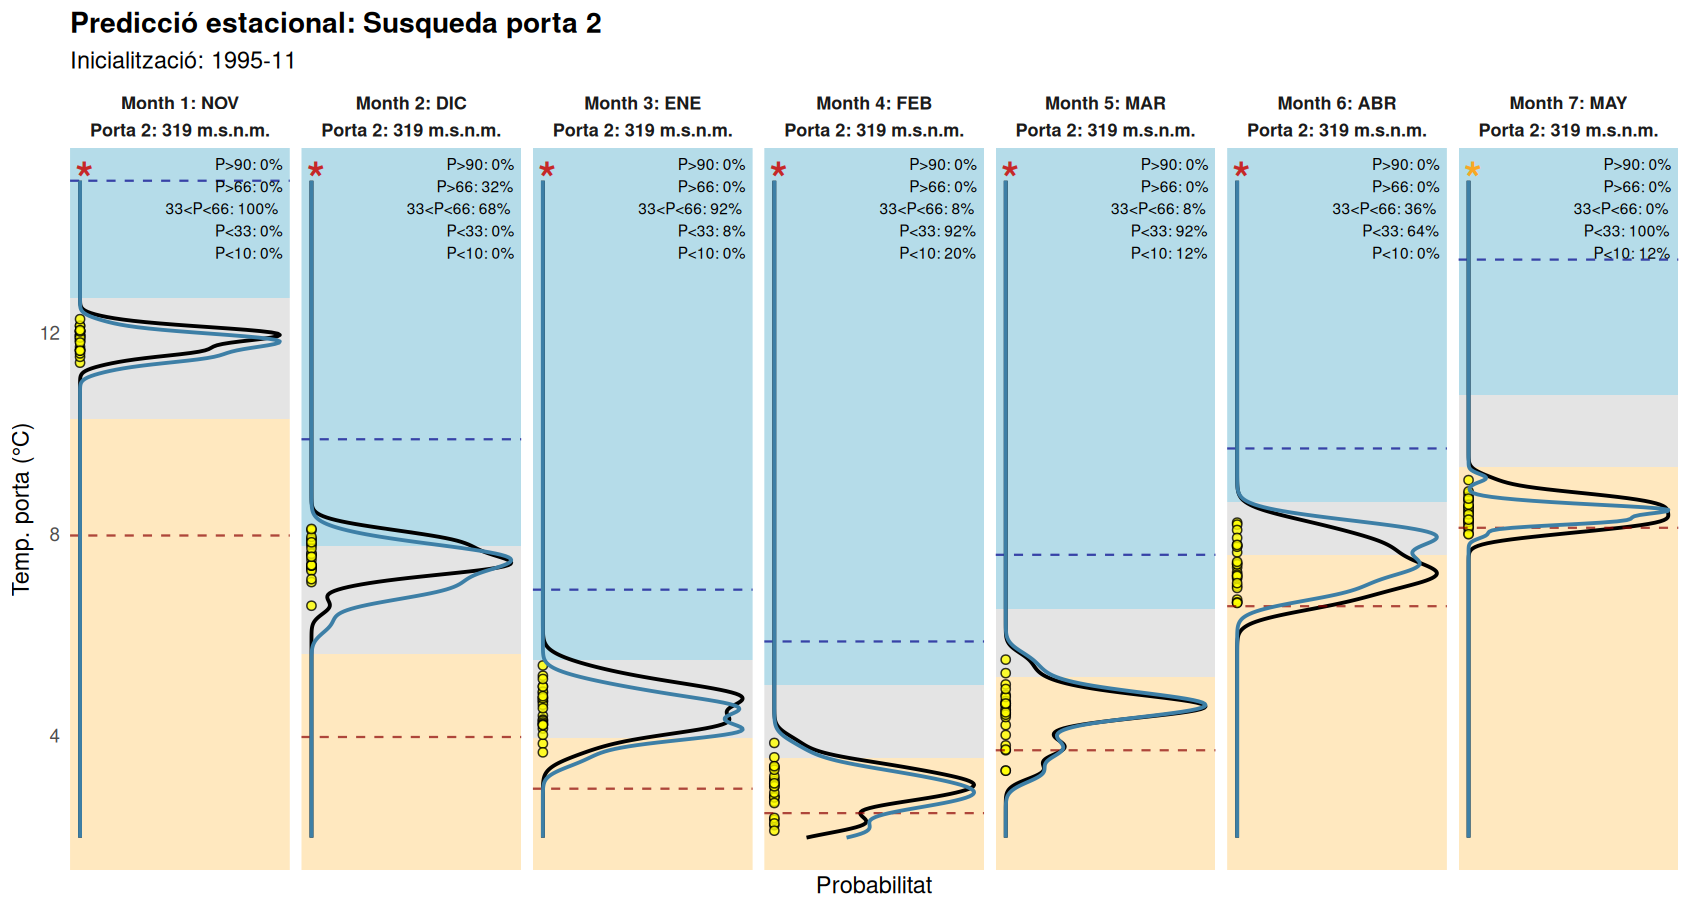 Predicció estacional: Susqueda porta 2
Inicialització: 1995-11
Month 1: NOV
Porta 2: 319 m.s.n.m.
Month 2: DIC
Porta 2: 319 m.s.n.m.
Month 3: ENE
Porta 2: 319 m.s.n.m.
Month 4: FEB
Porta 2: 319 m.s.n.m.
Month 5: MAR
Porta 2: 319 m.s.n.m.
Month 6: ABR
Porta 2: 319 m.s.n.m.
Month 7: MAY
Porta 2: 319 m.s.n.m.
*
P>90: 0%
P>66: 0%
33<P<66: 100%
P<33: 0%
P<10: 0%
*
P>90: 0%
P>66: 32%
33<P<66: 68%
P<33: 0%
P<10: 0%
*
P>90: 0%
P>66: 0%
33<P<66: 92%
P<33: 8%
P<10: 0%
*
P>90: 0%
P>66: 0%
33<P<66: 8%
P<33: 92%
P<10: 20%
*
P>90: 0%
P>66: 0%
33<P<66: 8%
P<33: 92%
P<10: 12%
*
P>90: 0%
P>66: 0%
33<P<66: 36%
P<33: 64%
P<10: 0%
*
P>90: 0%
P>66: 0%
33<P<66: 0%
P<33: 100%
P<10: 12%
12
8
4
Temp. porta (°C)
Probabilitat